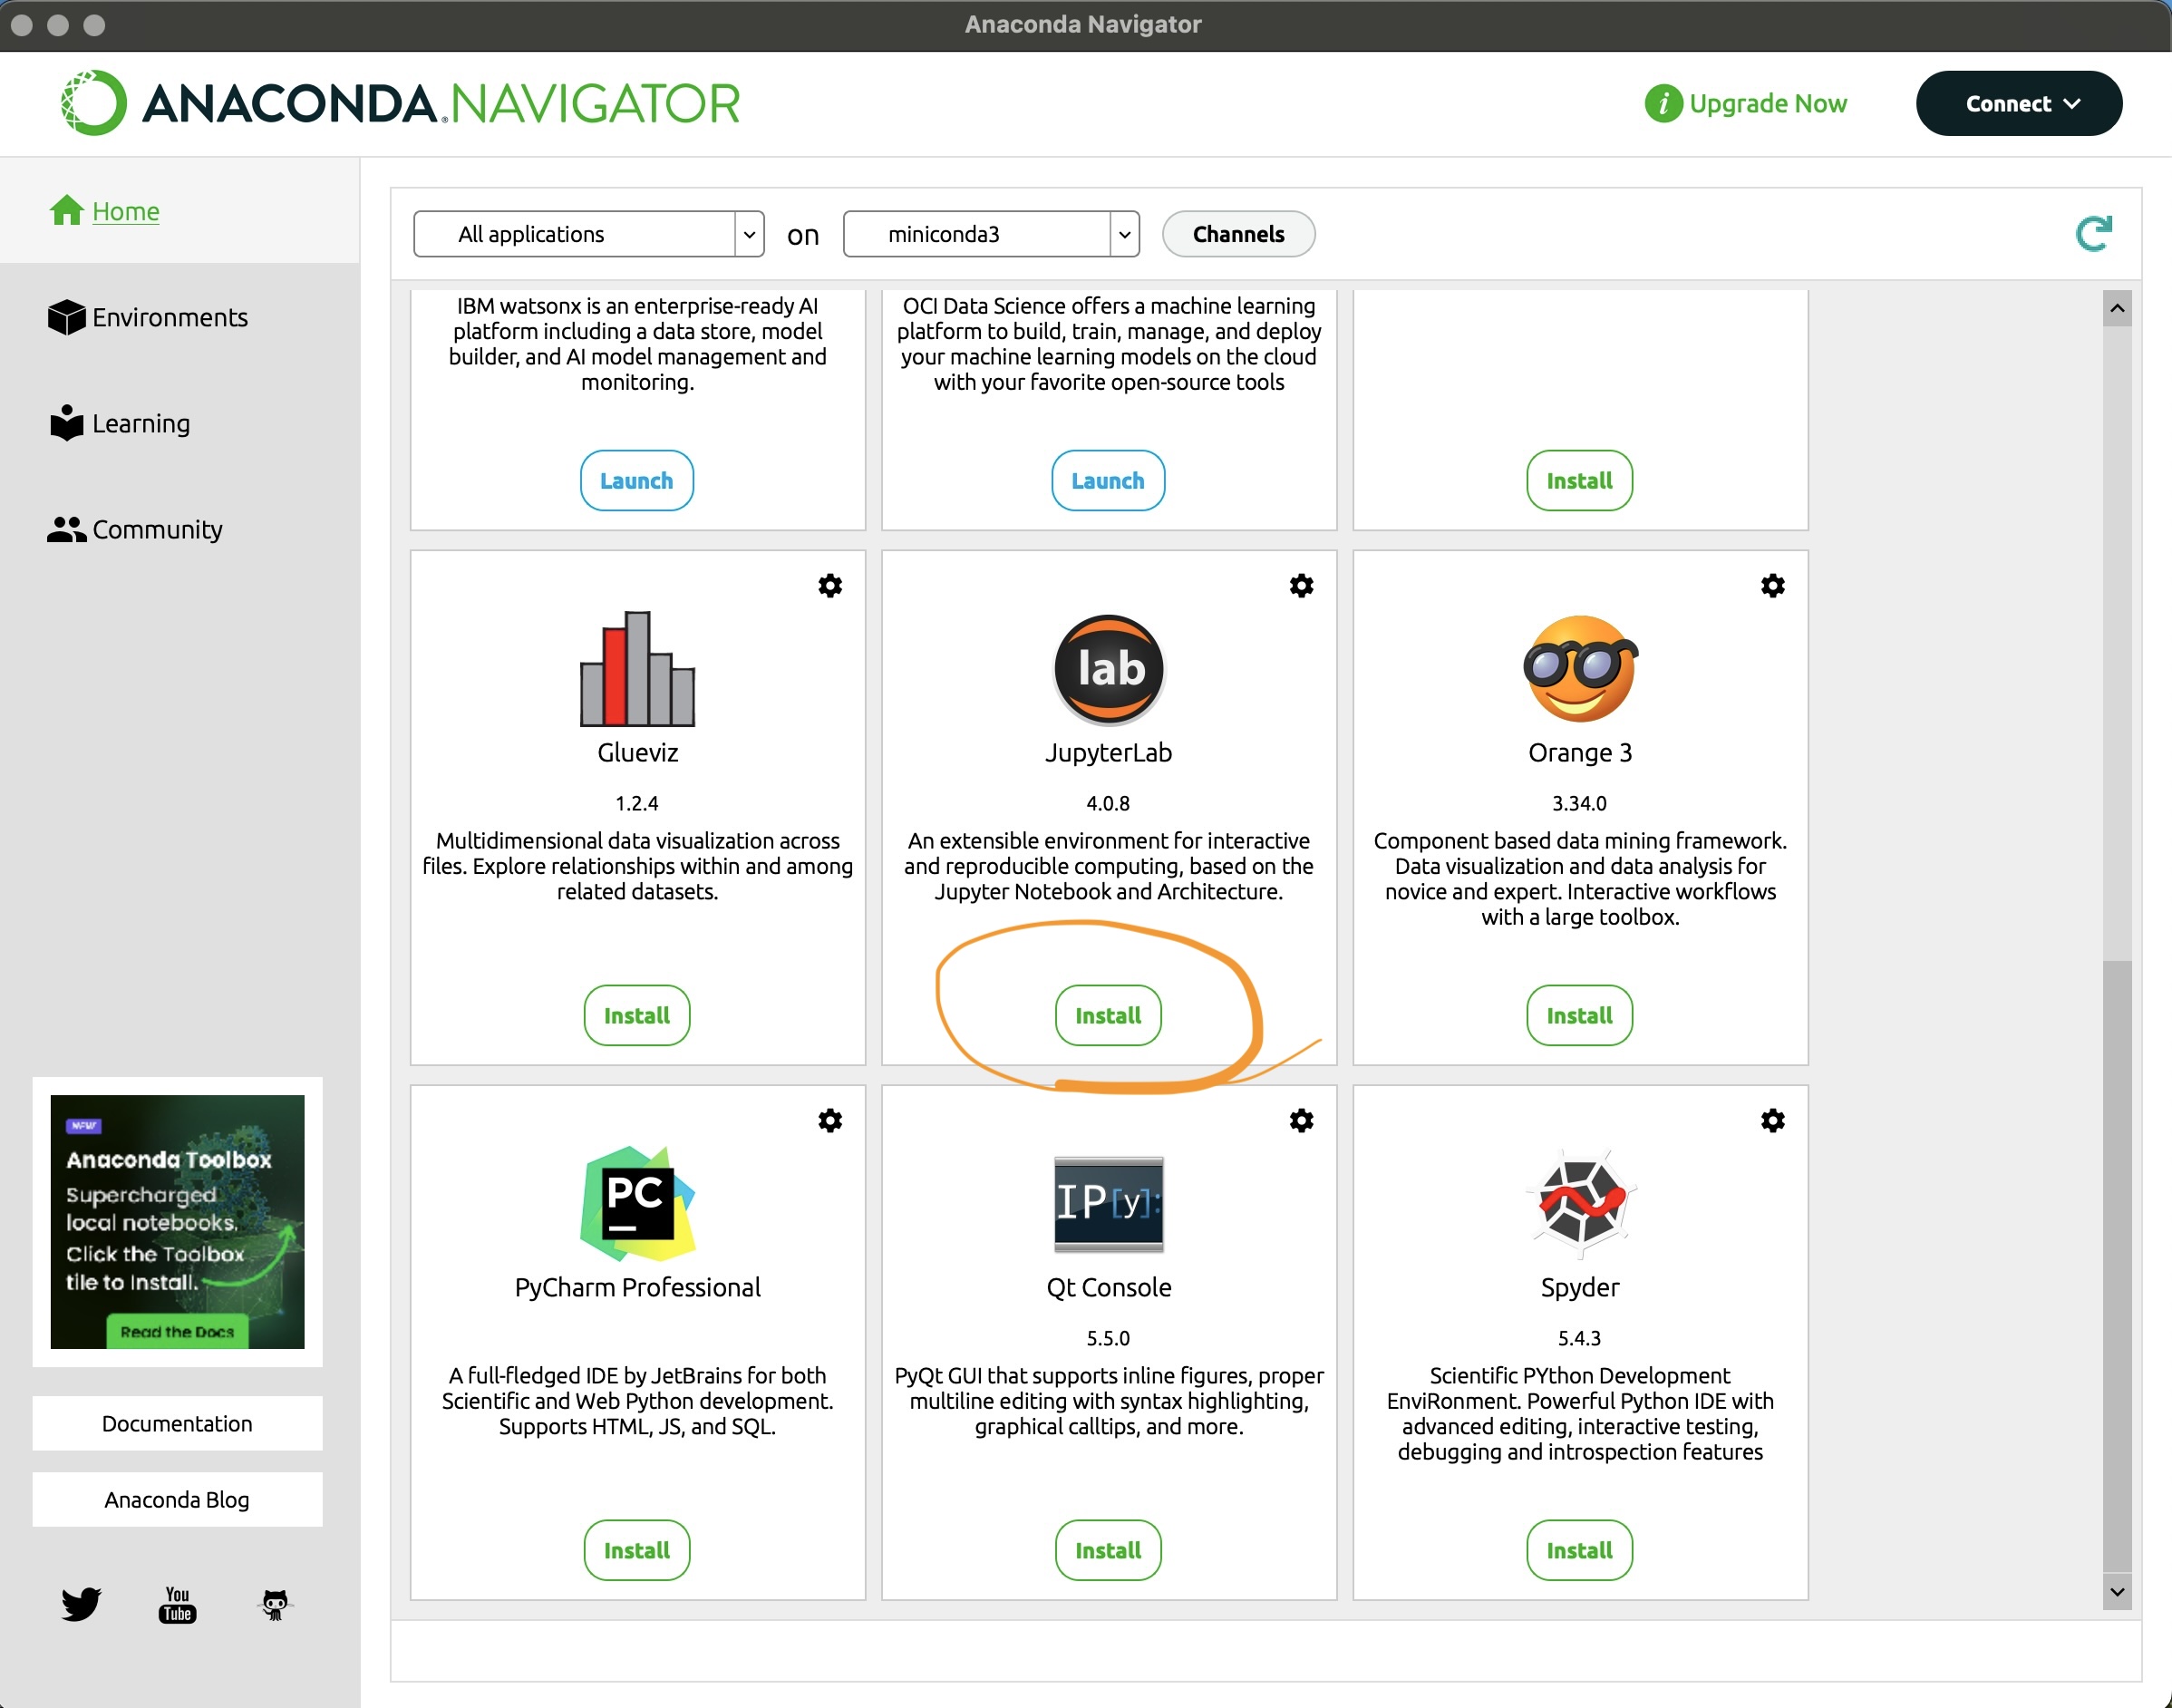 Anaconda Navigator
ANACONDA.NAVIGATOR
Upgrade Now
Connect
Home
All applications
on
miniconda3
Channels
Environments
Learning
Community
IBM watsonx is an enterprise-ready AI
platform including a data store, model
builder, and AI model management and
monitoring.
Launch
OCI Data Science offers a machine learning
platform to build, train, manage, and deploy
your machine learning models on the cloud
with your favorite open-source tools
Launch
Install
Glueviz
1.2.4
Multidimensional data visualization across
files. Explore relationships within and among
related datasets.
Install
lab
JupyterLab
4.0.8
An extensible environment for interactive
and reproducible computing, based on the
Jupyter Notebook and Architecture.
Install
Orange 3
3.34.0
Component based data mining framework.
Data visualization and data analysis for
novice and expert. Interactive workflows
with a large toolbox.
Install
PC
PyCharm Professional
A full-fledged IDE by JetBrains for both
Scientific and Web Python development.
Supports HTML, JS, and SQL.
Install
IP[y]:
Qt Console
5.5.0
PyQt GUI that supports inline figures, proper
multiline editing with syntax highlighting,
graphical calltips, and more.
Install
Spyder
5.4.3
Scientific PYthon Development
EnviRonment. Powerful Python IDE with
advanced editing, interactive testing,
debugging and introspection features
Install
NEW
Anaconda Toolbox
Supercharged
local notebooks.
Click the Toolbox
tile to Install.
Read the Docs
Documentation
Anaconda Blog
You
Tube